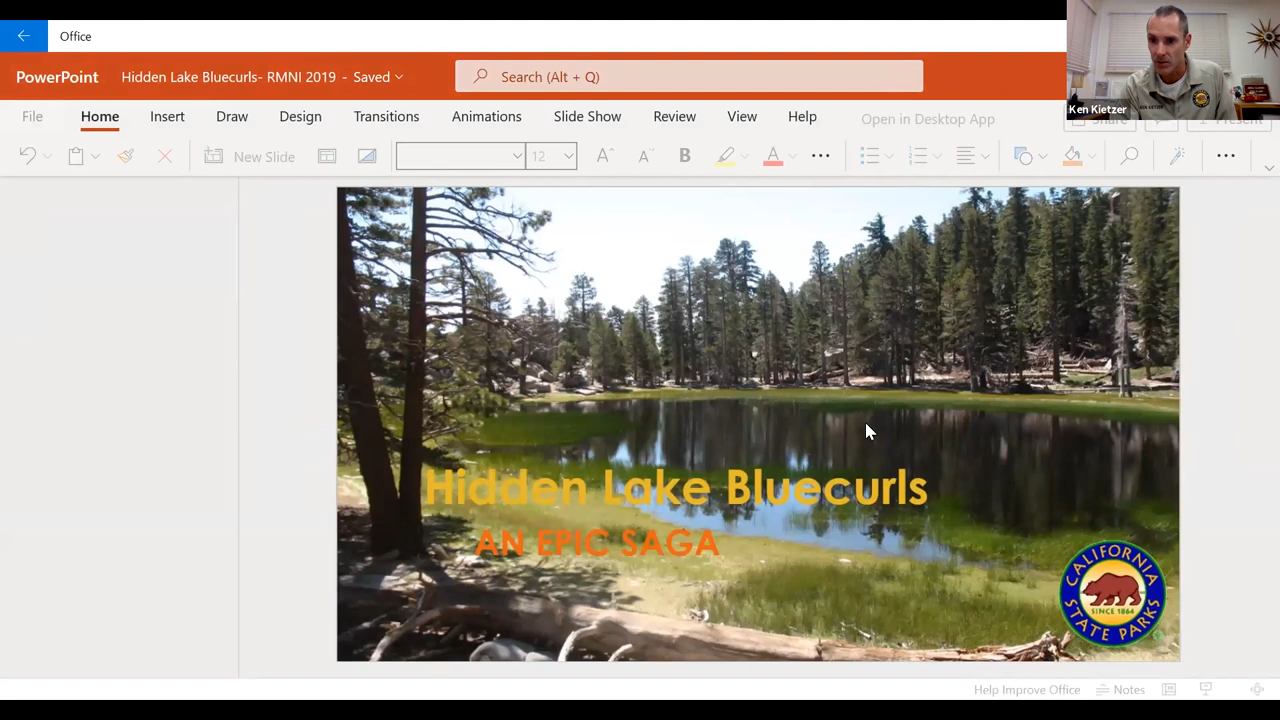 Office
PowerPoint
Hidden Lake Bluecurls- RMNI 2019 - Saved
Search (Alt + Q)
Ken Kietzer
File
Home
Insert
Draw
Design
Transitions
Animations
Slide Show
Review
View
Help
Open in Desktop App
Share
Present
New Slide
12
B
A
Hidden Lake Bluecurls
AN EPIC SAGA
CALIFORNIA
SINCE 1864
STATE PARKS
Help Improve Office
Notes